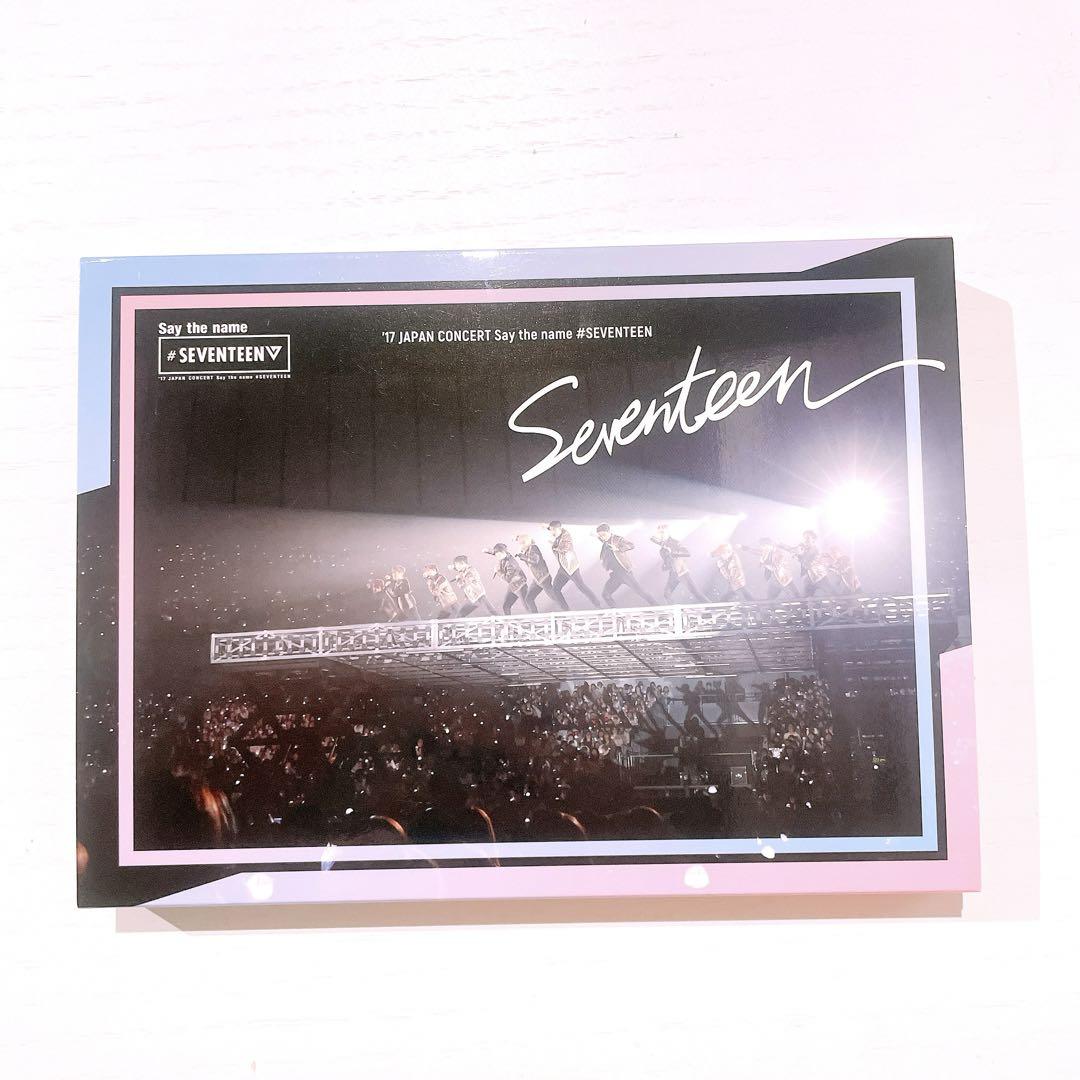 Say the name
# SEVENTEEN
'17 JAPAN CONCERT Say the name #SEVENTEEN
'17 JAPAN CONCERT Say the name #SEVENTEEN
Seventeen